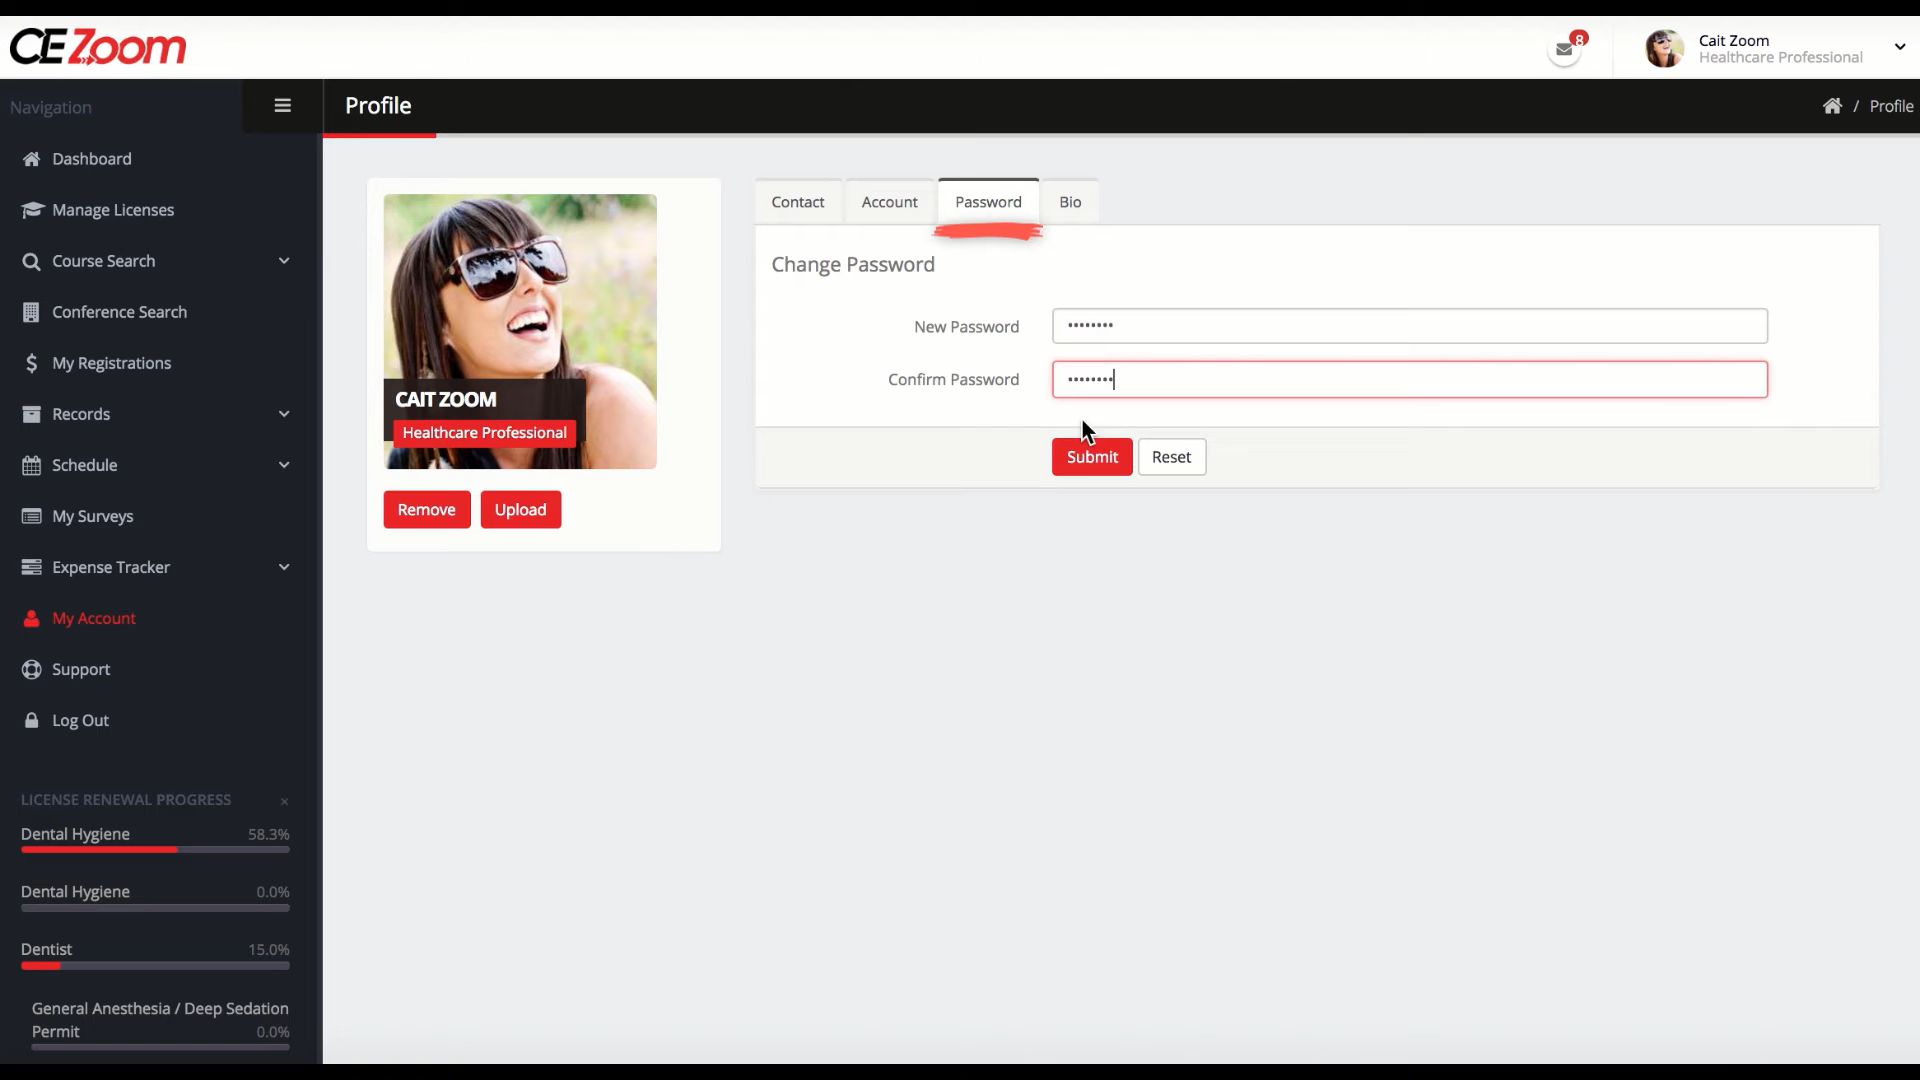 CE Zoom
8
Cait Zoom
Healthcare Professional
Navigation
Profile
/ Profile
Dashboard
Manage Licenses
Course Search
Conference Search
My Registrations
Records
Schedule
My Surveys
Expense Tracker
My Account
Support
Log Out
LICENSE RENEWAL PROGRESS ×
Dental Hygiene 58.3%
Dental Hygiene 0.0%
Dentist 15.0%
General Anesthesia / Deep Sedation
Permit 0.0%
CAIT ZOOM
Healthcare Professional
Remove Upload
Contact Account Password Bio
Change Password
New Password ••••••••
Confirm Password ••••••••
Submit Reset